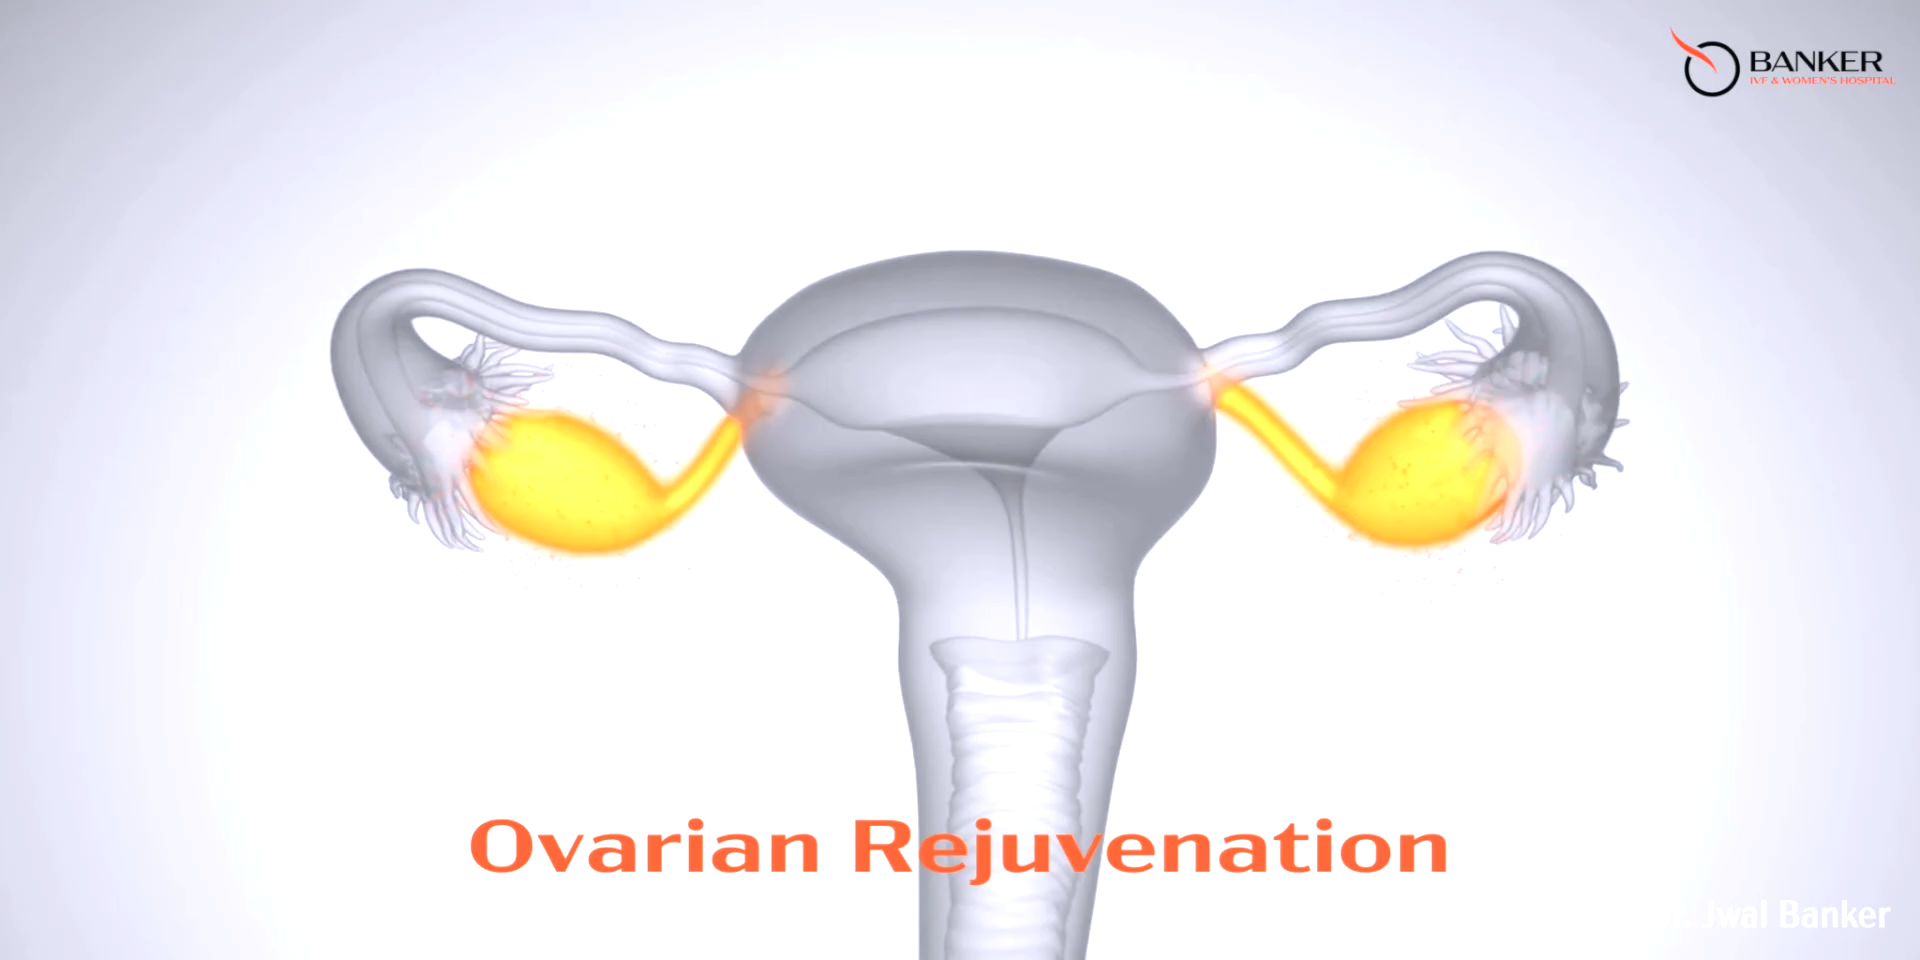 BANKER
IVF & WOMEN'S HOSPITAL
Ovarian Rejuvenation
Jwal Banker